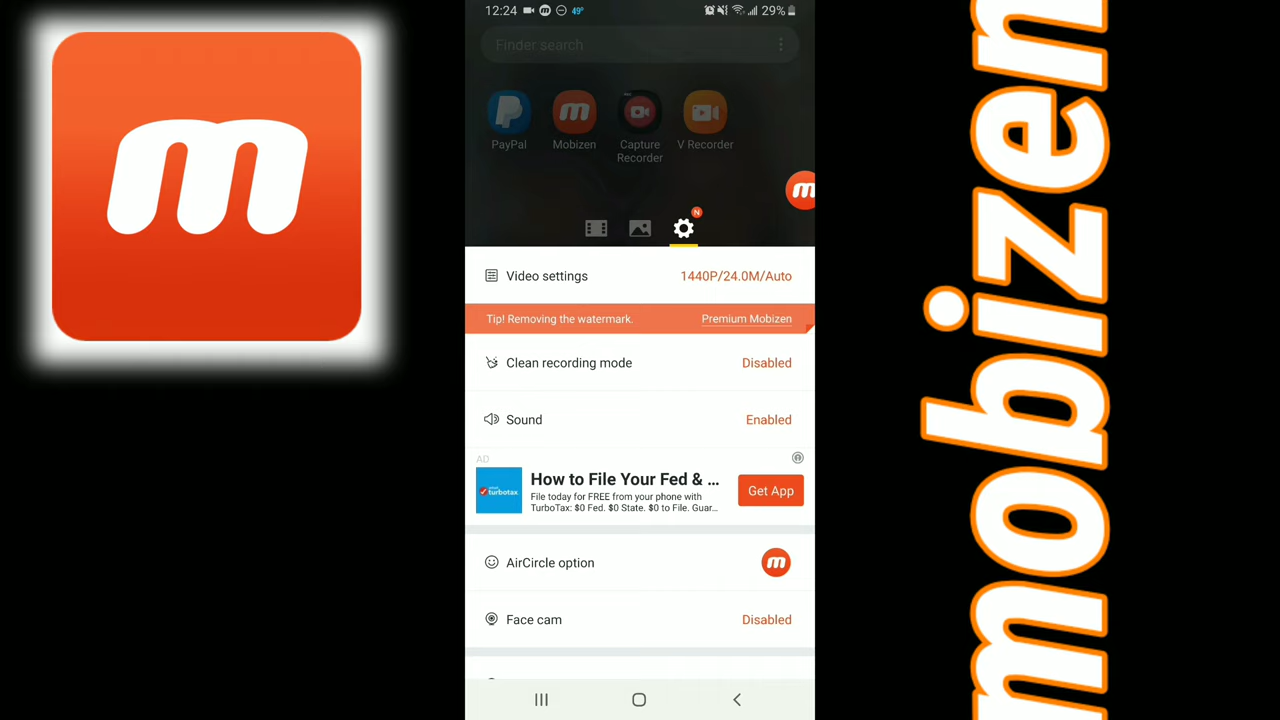 12:24 49° 29%
Finder search
PayPal
Mobizen
Capture
Recorder
V Recorder
m
m
N
Video settings 1440P/24.0M/Auto
Tip! Removing the watermark. Premium Mobizen
Clean recording mode Disabled
Sound Enabled
AD
How to File Your Fed & ...
File today for FREE from your phone with
TurboTax: $0 Fed. $0 State. $0 to File. Guar...
turbotax
Get App
AirCircle option m
Face cam Disabled
mobizen